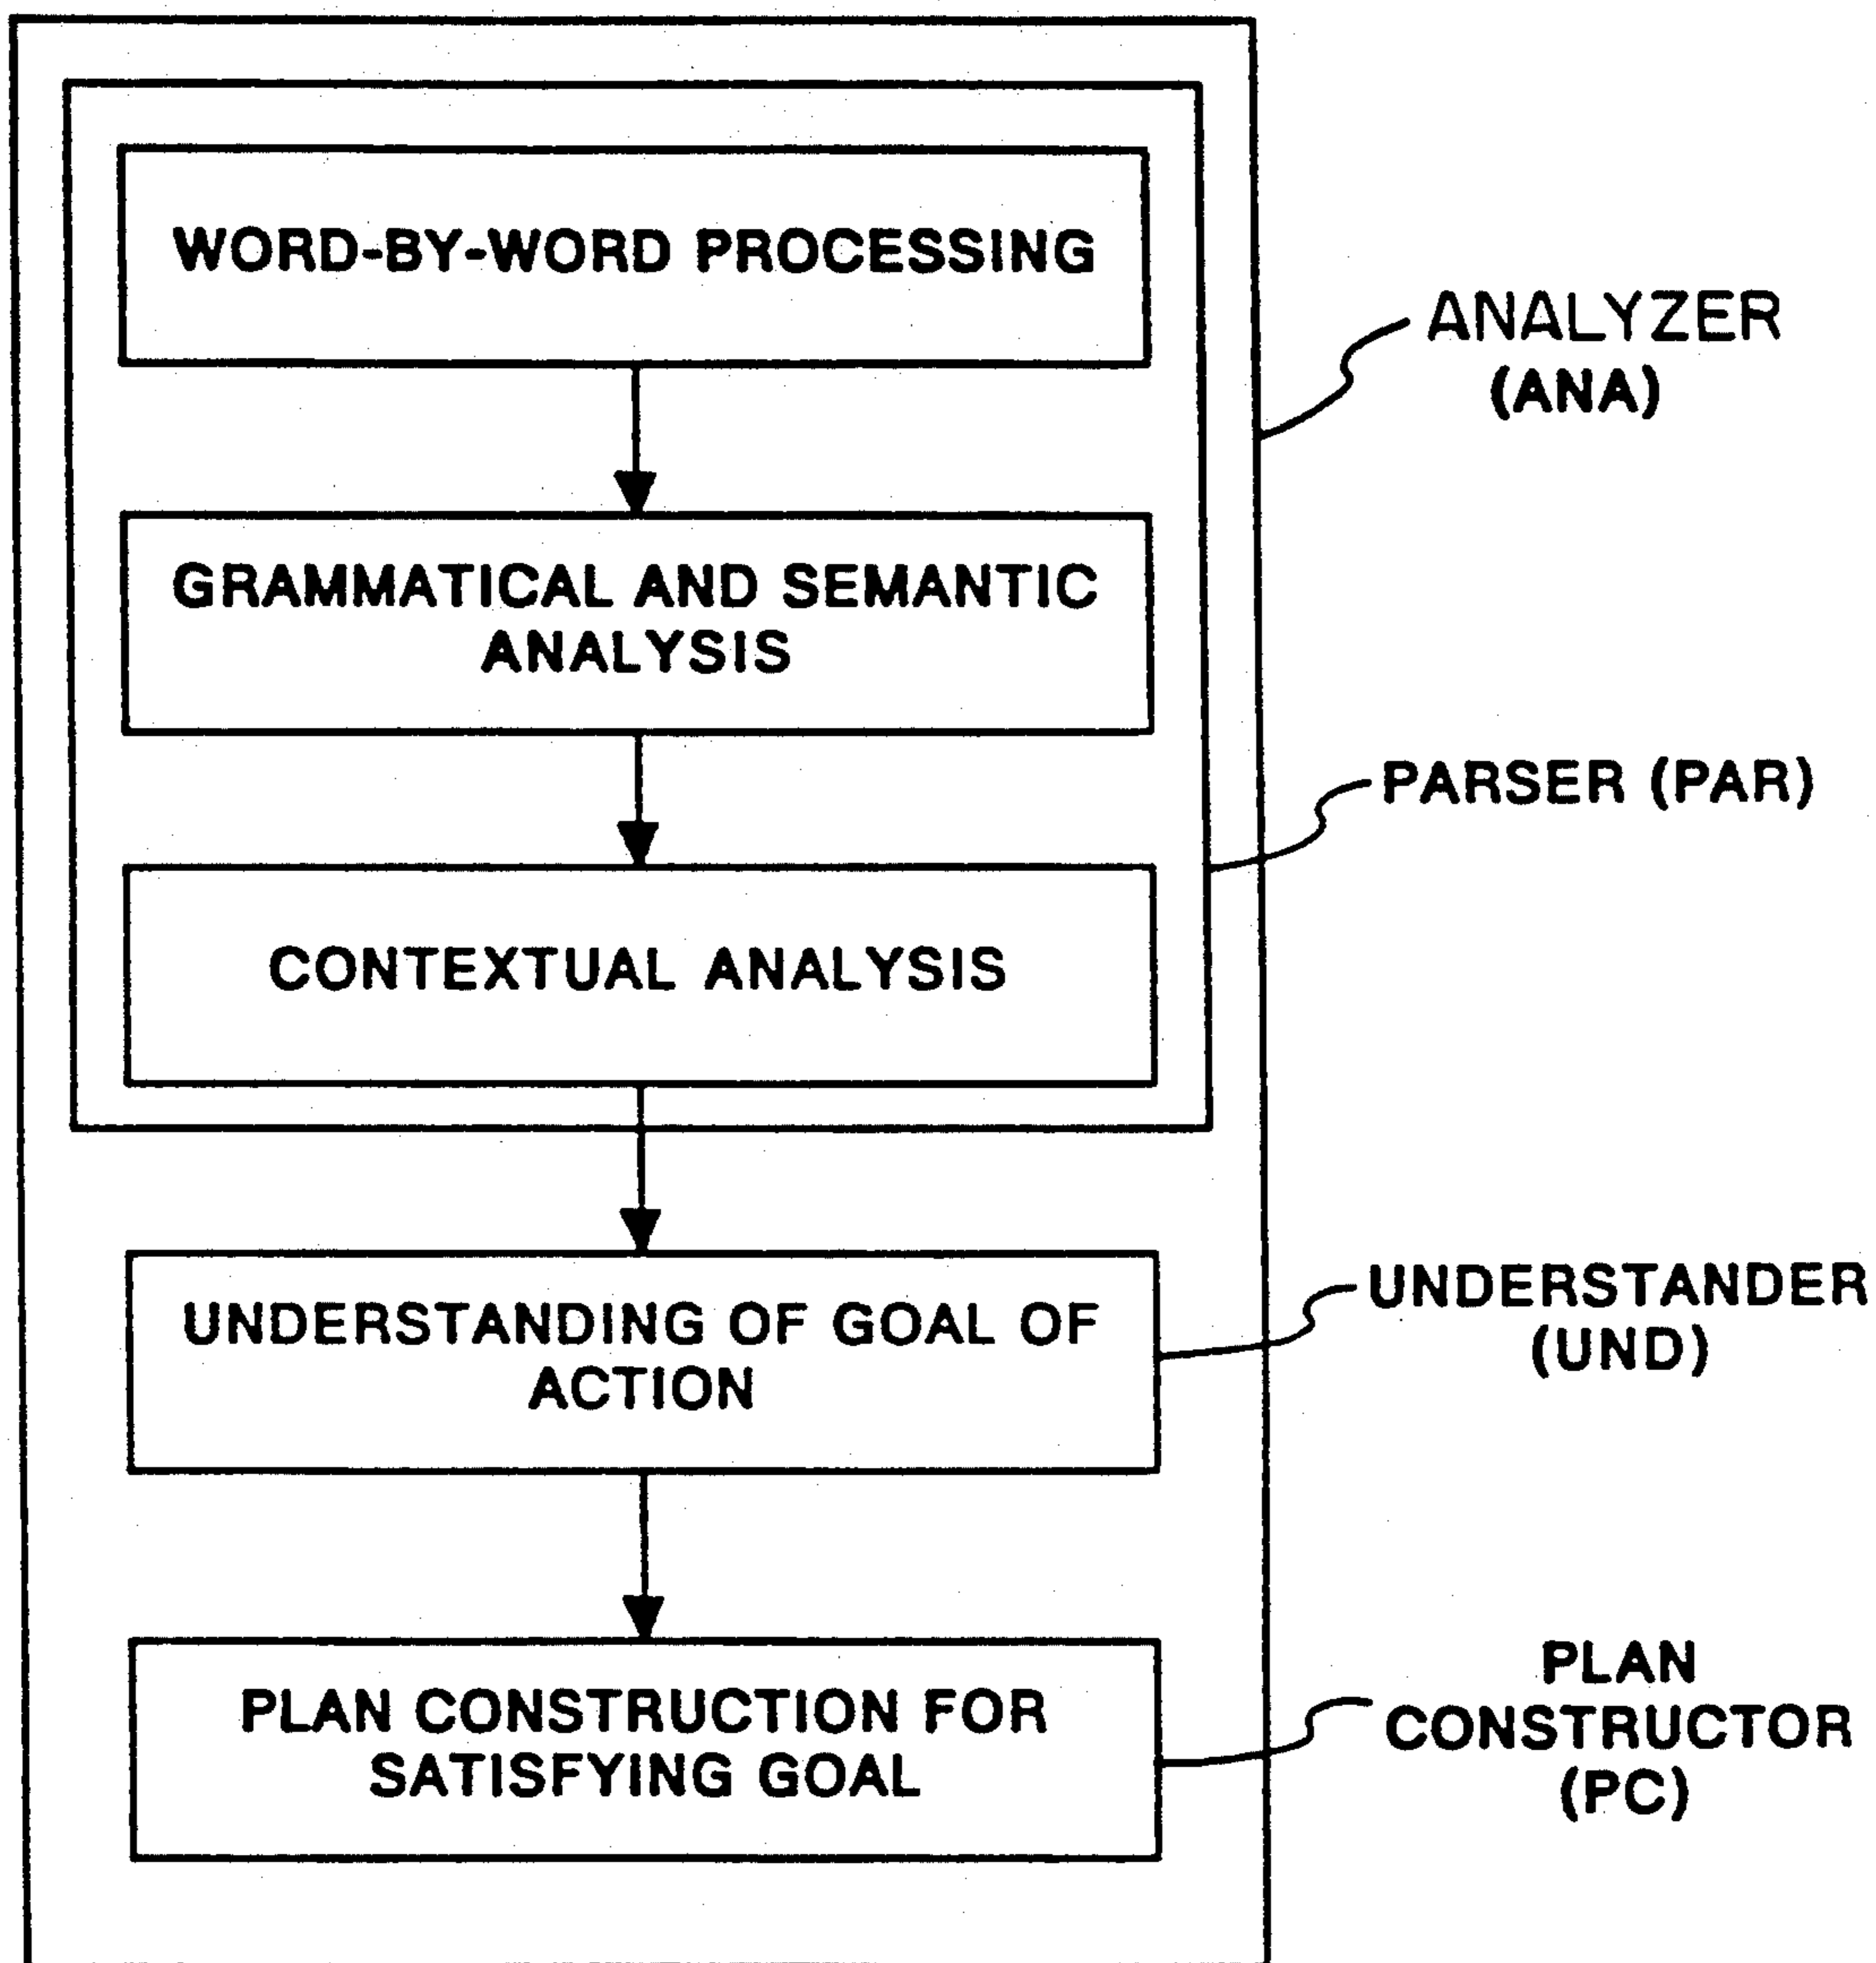 WORD-BY-WORD PROCESSING
ANALYZER
(ANA)
GRAMMATICAL AND SEMANTIC
ANALYSIS
PARSER (PAR)
CONTEXTUAL ANALYSIS
UNDERSTANDING OF GOAL OF
ACTION
UNDERSTANDER
(UND)
PLAN CONSTRUCTION FOR
SATISFYING GOAL
PLAN
CONSTRUCTOR
(PC)